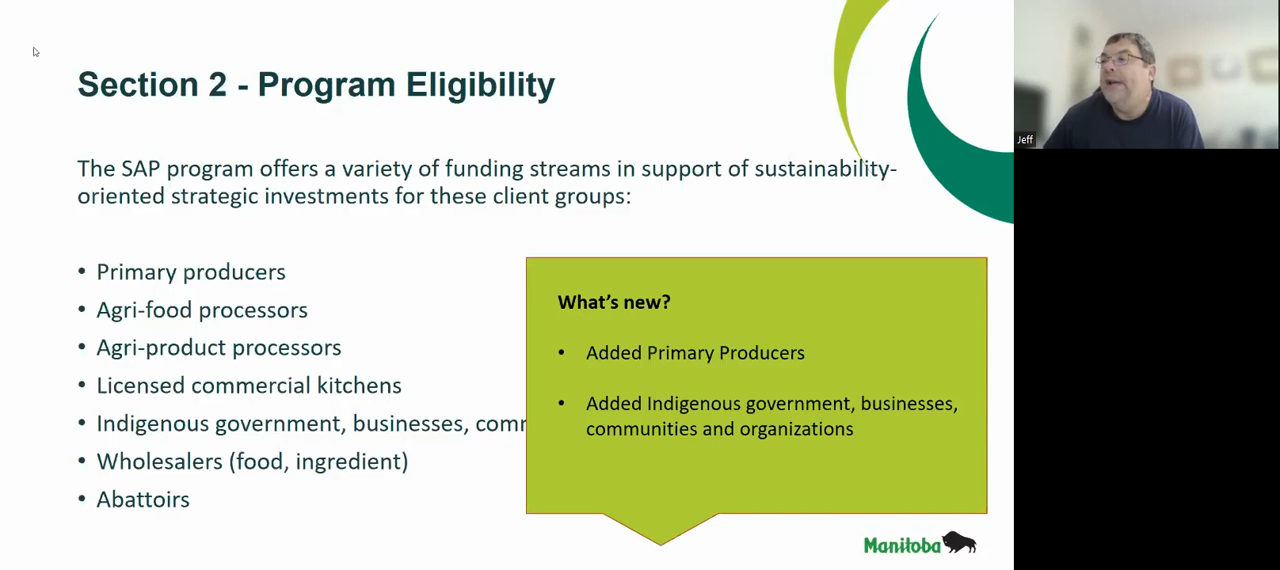 Section 2 - Program Eligibility
The SAP program offers a variety of funding streams in support of sustainability-
oriented strategic investments for these client groups:
• Primary producers
• Agri-food processors
• Agri-product processors
• Licensed commercial kitchens
• Indigenous government, businesses, comm
• Wholesalers (food, ingredient)
• Abattoirs
What's new?
• Added Primary Producers
• Added Indigenous government, businesses,
communities and organizations
Manitoba
Jeff